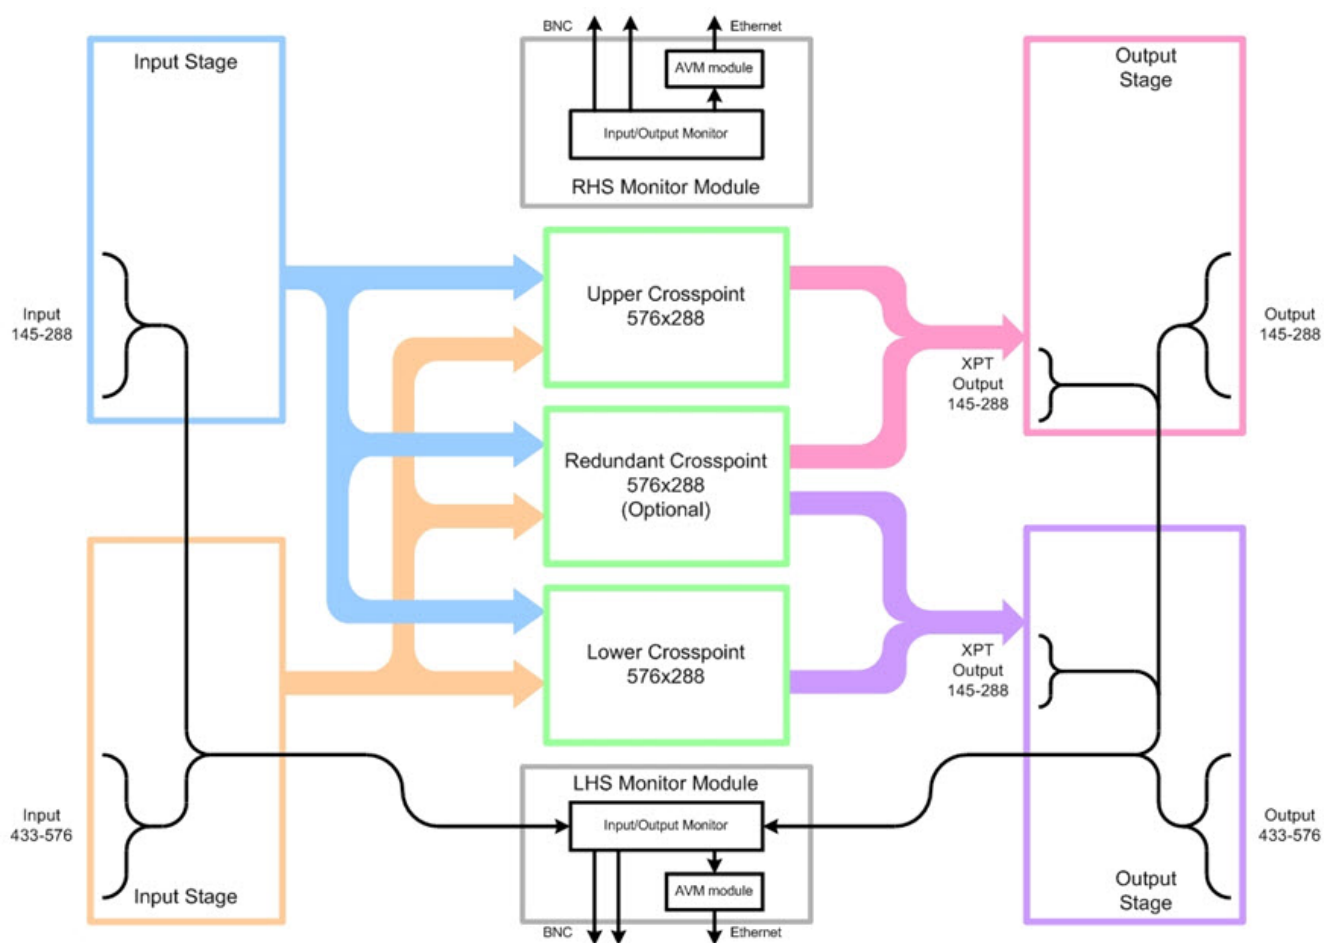 BNC
Ethernet
Input Stage
AVM module
Output
Stage
Input/Output Monitor
RHS Monitor Module
Input
145-288
Upper Crosspoint
576x288
Output
145-288
XPT
Output
145-288
Redundant Crosspoint
576x288
(Optional)
Lower Crosspoint
576x288
XPT
Output
145-288
LHS Monitor Module
Input
433-576
Input/Output Monitor
Output
433-576
Input Stage
AVM module
Output
Stage
BNC
Ethernet